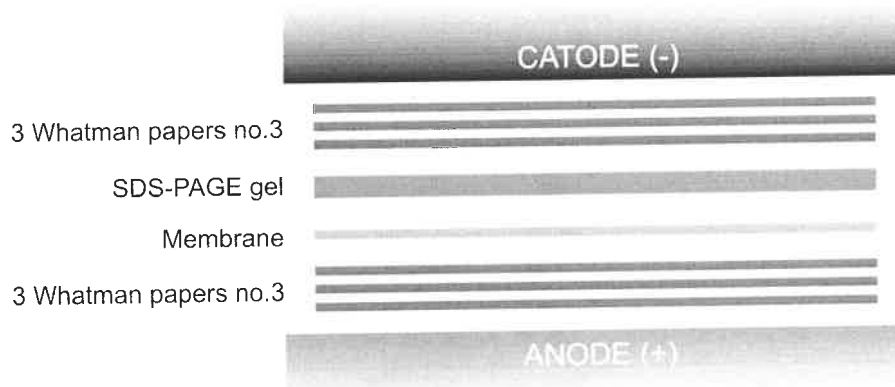 CATODE (-)
3 Whatman papers no.3
SDS-PAGE gel
Membrane
3 Whatman papers no.3
ANODE (+)